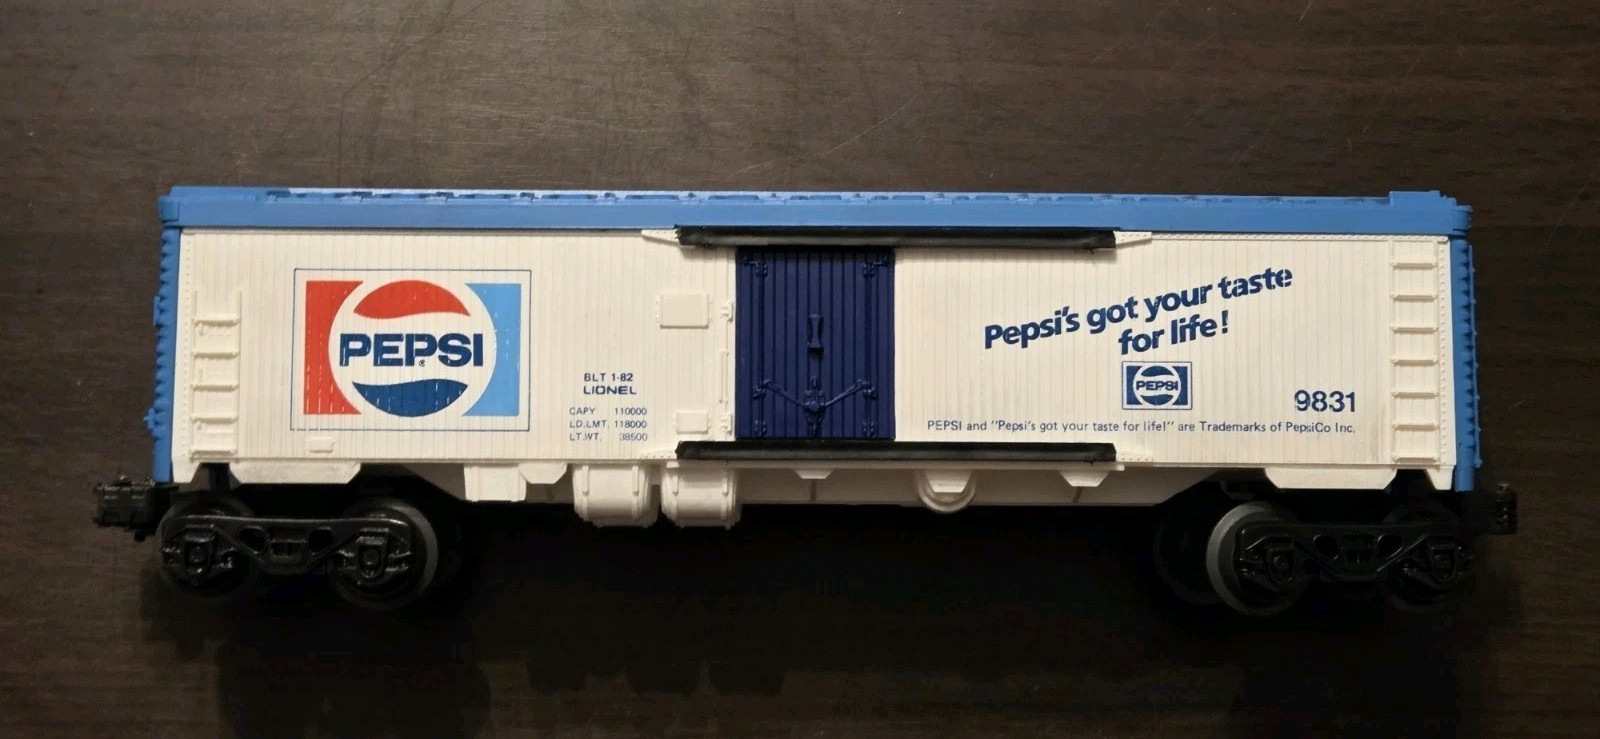 PEPSI
BLT 1-82
LIONEL
CAPY 110000
LD.LMT. 118000
LT.WT. 38500
Pepsi's got your taste
for life!
PEPSI
9831
PEPSI and "Pepsi's got your taste for life!" are Trademarks of PepsiCo Inc.